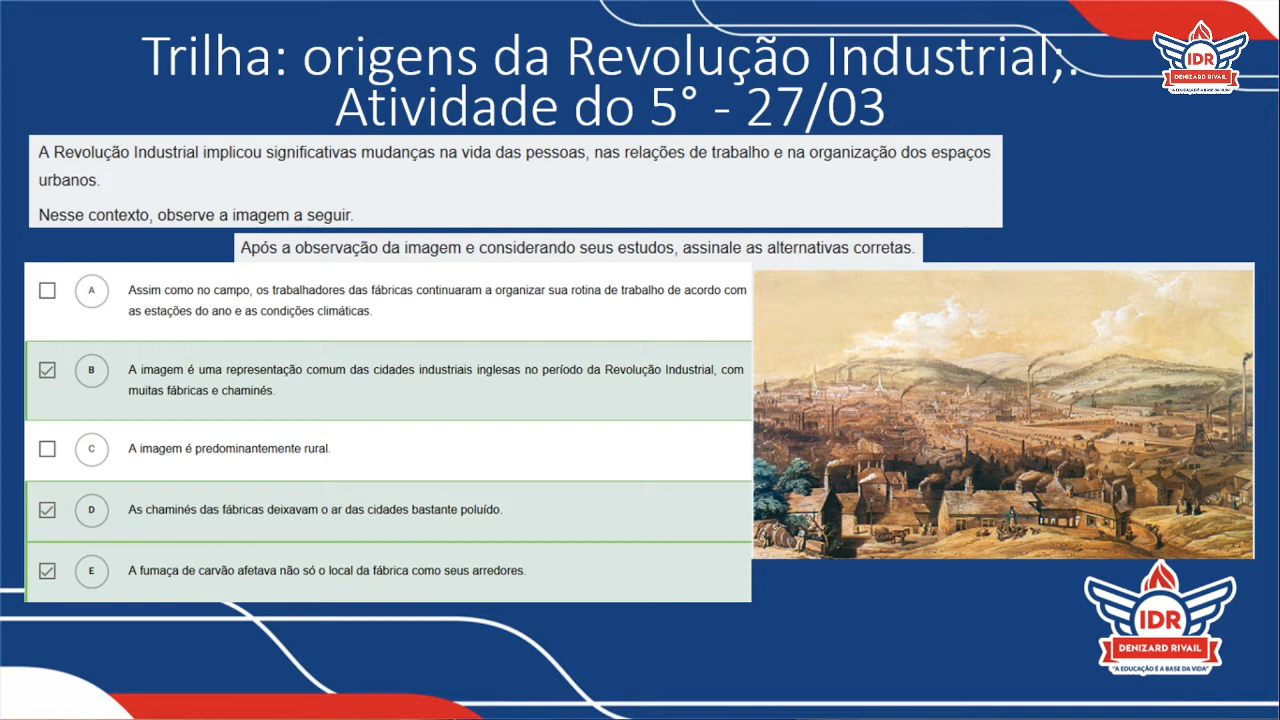 Trilha: origens da Revolução Industrial;.
Atividade do 5° - 27/03
IDR
DENIZARD RIVAIL
"A EDUCAÇÃO É A BASE DA VIDA"
A Revolução Industrial implicou significativas mudanças na vida das pessoas, nas relações de trabalho e na organização dos espaços
urbanos.
Nesse contexto, observe a imagem a seguir.
Após a observação da imagem e considerando seus estudos, assinale as alternativas corretas.
A Assim como no campo, os trabalhadores das fábricas continuaram a organizar sua rotina de trabalho de acordo com
as estações do ano e as condições climáticas.
B A imagem é uma representação comum das cidades industriais inglesas no período da Revolução Industrial, com
muitas fábricas e chaminés.
C A imagem é predominantemente rural.
D As chaminés das fábricas deixavam o ar das cidades bastante poluído.
E A fumaça de carvão afetava não só o local da fábrica como seus arredores.
IDR
DENIZARD RIVAIL
"A EDUCAÇÃO É A BASE DA VIDA"